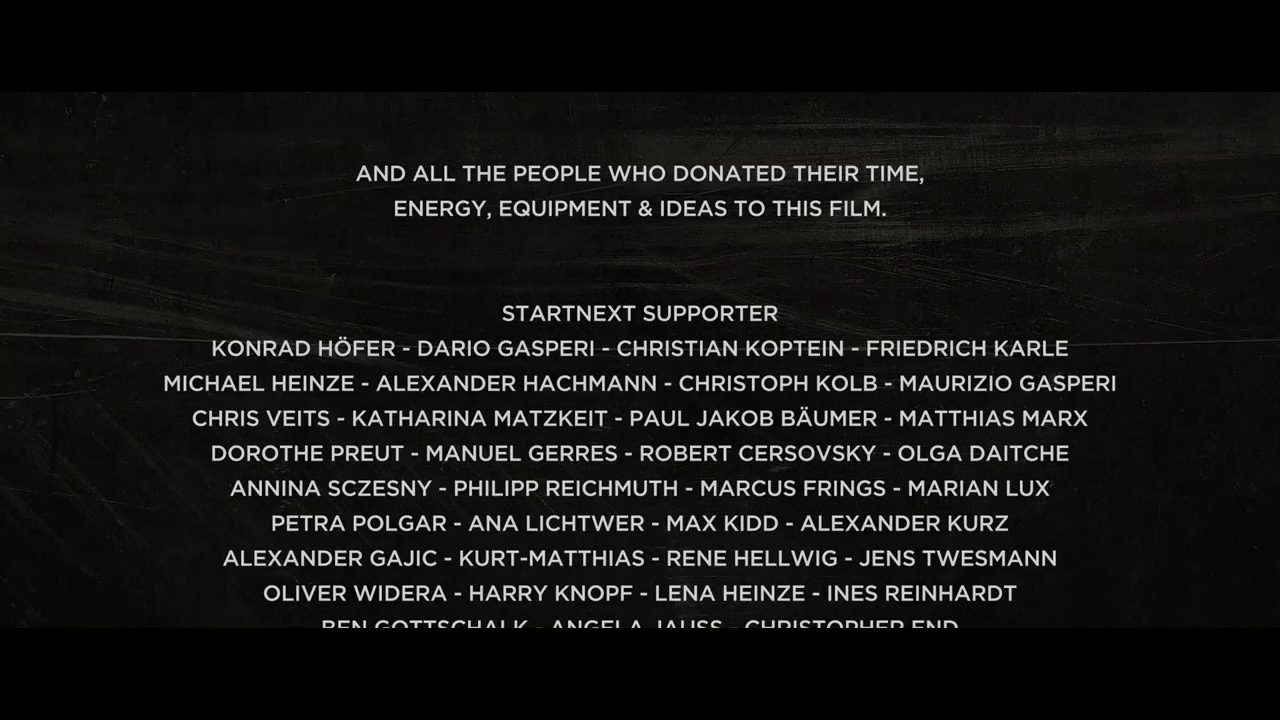 AND ALL THE PEOPLE WHO DONATED THEIR TIME,
ENERGY, EQUIPMENT & IDEAS TO THIS FILM.
STARTNEXT SUPPORTER
KONRAD HÖFER - DARIO GASPERI - CHRISTIAN KOPTEIN - FRIEDRICH KARLE
MICHAEL HEINZE - ALEXANDER HACHMANN - CHRISTOPH KOLB - MAURIZIO GASPERI
CHRIS VEITS - KATHARINA MATZKEIT - PAUL JAKOB BÄUMER - MATTHIAS MARX
DOROTHE PREUT - MANUEL GERRES - ROBERT CERSOVSKY - OLGA DAITCHE
ANNINA SCZESNY - PHILIPP REICHMUTH - MARCUS FRINGS - MARIAN LUX
PETRA POLGAR - ANA LICHTWER - MAX KIDD - ALEXANDER KURZ
ALEXANDER GAJIC - KURT-MATTHIAS - RENE HELLWIG - JENS TWESMANN
OLIVER WIDERA - HARRY KNOPF - LENA HEINZE - INES REINHARDT
BEN GOTTSCHALK - ANGELA JAUSS - CHRISTOPHER END